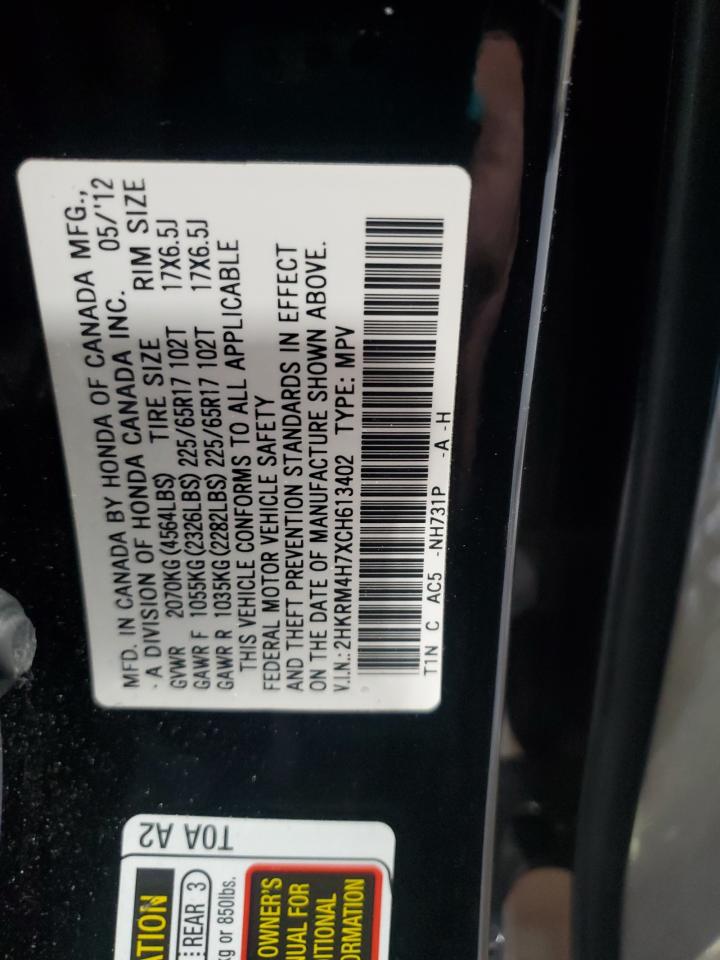 MFD. IN CANADA BY HONDA OF CANADA MFG.,
A DIVISION OF HONDA CANADA INC. 05/'12
GVWR 2070KG(4564LBS) TIRE SIZE RIM SIZE
GAWR F 1055KG(2326LBS) 225/65R17 102T 17X6.5J
GAWR R 1035KG(2282LBS) 225/65R17 102T 17X6.5J
THIS VEHICLE CONFORMS TO ALL APPLICABLE
FEDERAL MOTOR VEHICLE SAFETY
AND THEFT PREVENTION STANDARDS IN EFFECT
ON THE DATE OF MANUFACTURE SHOWN ABOVE.
V.I.N.: 2HKRM4H7XCH613402 TYPE: MPV
T1N C AC5 -NH731P -A -H
T0A A2
ATION
REAR 3
kg or 850lbs.
OWNER'S
NUAL FOR
ITIONAL
ORMATION